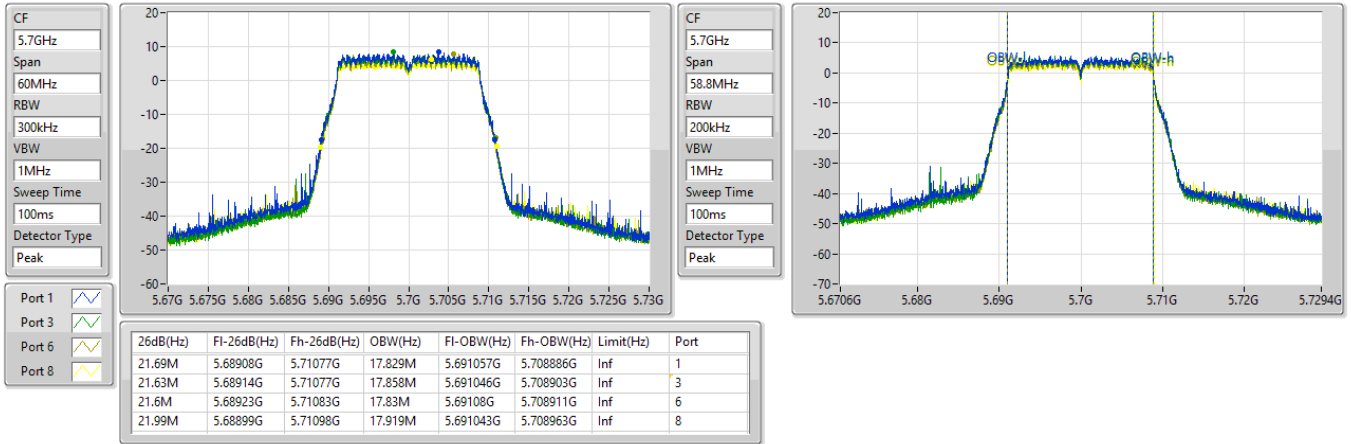 CF
5.7GHz
Span
60MHz
RBW
300kHz
VBW
1MHz
Sweep Time
100ms
Detector Type
Peak
20
10
0
-10
-20
-30
-40
-50
-60
5.67G 5.675G 5.68G 5.685G 5.69G 5.695G 5.7G 5.705G 5.71G 5.715G 5.72G 5.725G 5.73G
CF
5.7GHz
Span
58.8MHz
RBW
200kHz
VBW
1MHz
Sweep Time
100ms
Detector Type
Peak
20
10
0
-10
-20
-30
-40
-50
-60
-70
OBW-h
5.6706G 5.68G 5.69G 5.7G 5.71G 5.72G 5.7294G
Port 1
Port 3
Port 6
Port 8
26dB(Hz) Fl-26dB(Hz) Fh-26dB(Hz) OBW(Hz) Fl-OBW(Hz) Fh-OBW(Hz) Limit(Hz) Port
21.69M 5.68908G 5.71077G 17.829M 5.691057G 5.708886G Inf 1
21.63M 5.68914G 5.71077G 17.858M 5.691046G 5.708903G Inf 3
21.6M 5.68923G 5.71083G 17.83M 5.69108G 5.708911G Inf 6
21.99M 5.68899G 5.71098G 17.919M 5.691043G 5.708963G Inf 8